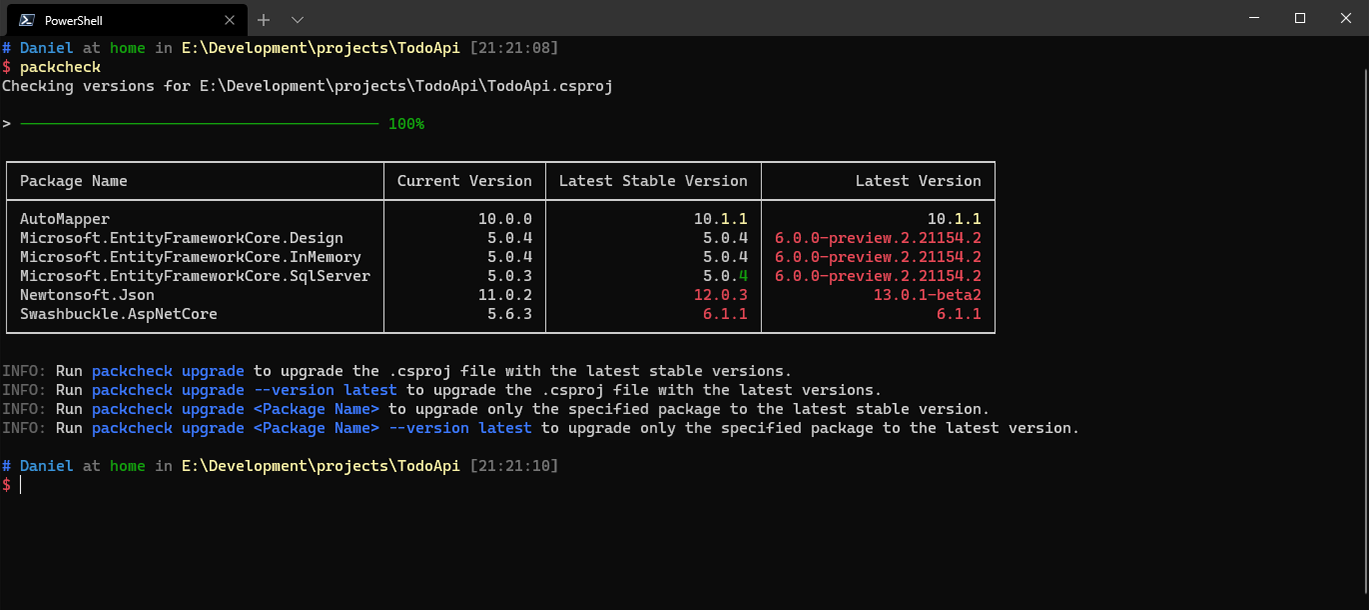 PowerShell
# Daniel at home in E:\Development\projects\TodoApi [21:21:08]
$ packcheck
Checking versions for E:\Development\projects\TodoApi\TodoApi.csproj
> 100%
Package Name Current Version Latest Stable Version Latest Version
AutoMapper 10.0.0 10.1.1 10.1.1
Microsoft.EntityFrameworkCore.Design 5.0.4 5.0.4 6.0.0-preview.2.21154.2
Microsoft.EntityFrameworkCore.InMemory 5.0.4 5.0.4 6.0.0-preview.2.21154.2
Microsoft.EntityFrameworkCore.SqlServer 5.0.3 5.0.4 6.0.0-preview.2.21154.2
Newtonsoft.Json 11.0.2 12.0.3 13.0.1-beta2
Swashbuckle.AspNetCore 5.6.3 6.1.1 6.1.1
INFO: Run packcheck upgrade to upgrade the .csproj file with the latest stable versions.
INFO: Run packcheck upgrade --version latest to upgrade the .csproj file with the latest versions.
INFO: Run packcheck upgrade <Package Name> to upgrade only the specified package to the latest stable version.
INFO: Run packcheck upgrade <Package Name> --version latest to upgrade only the specified package to the latest version.
# Daniel at home in E:\Development\projects\TodoApi [21:21:10]
$